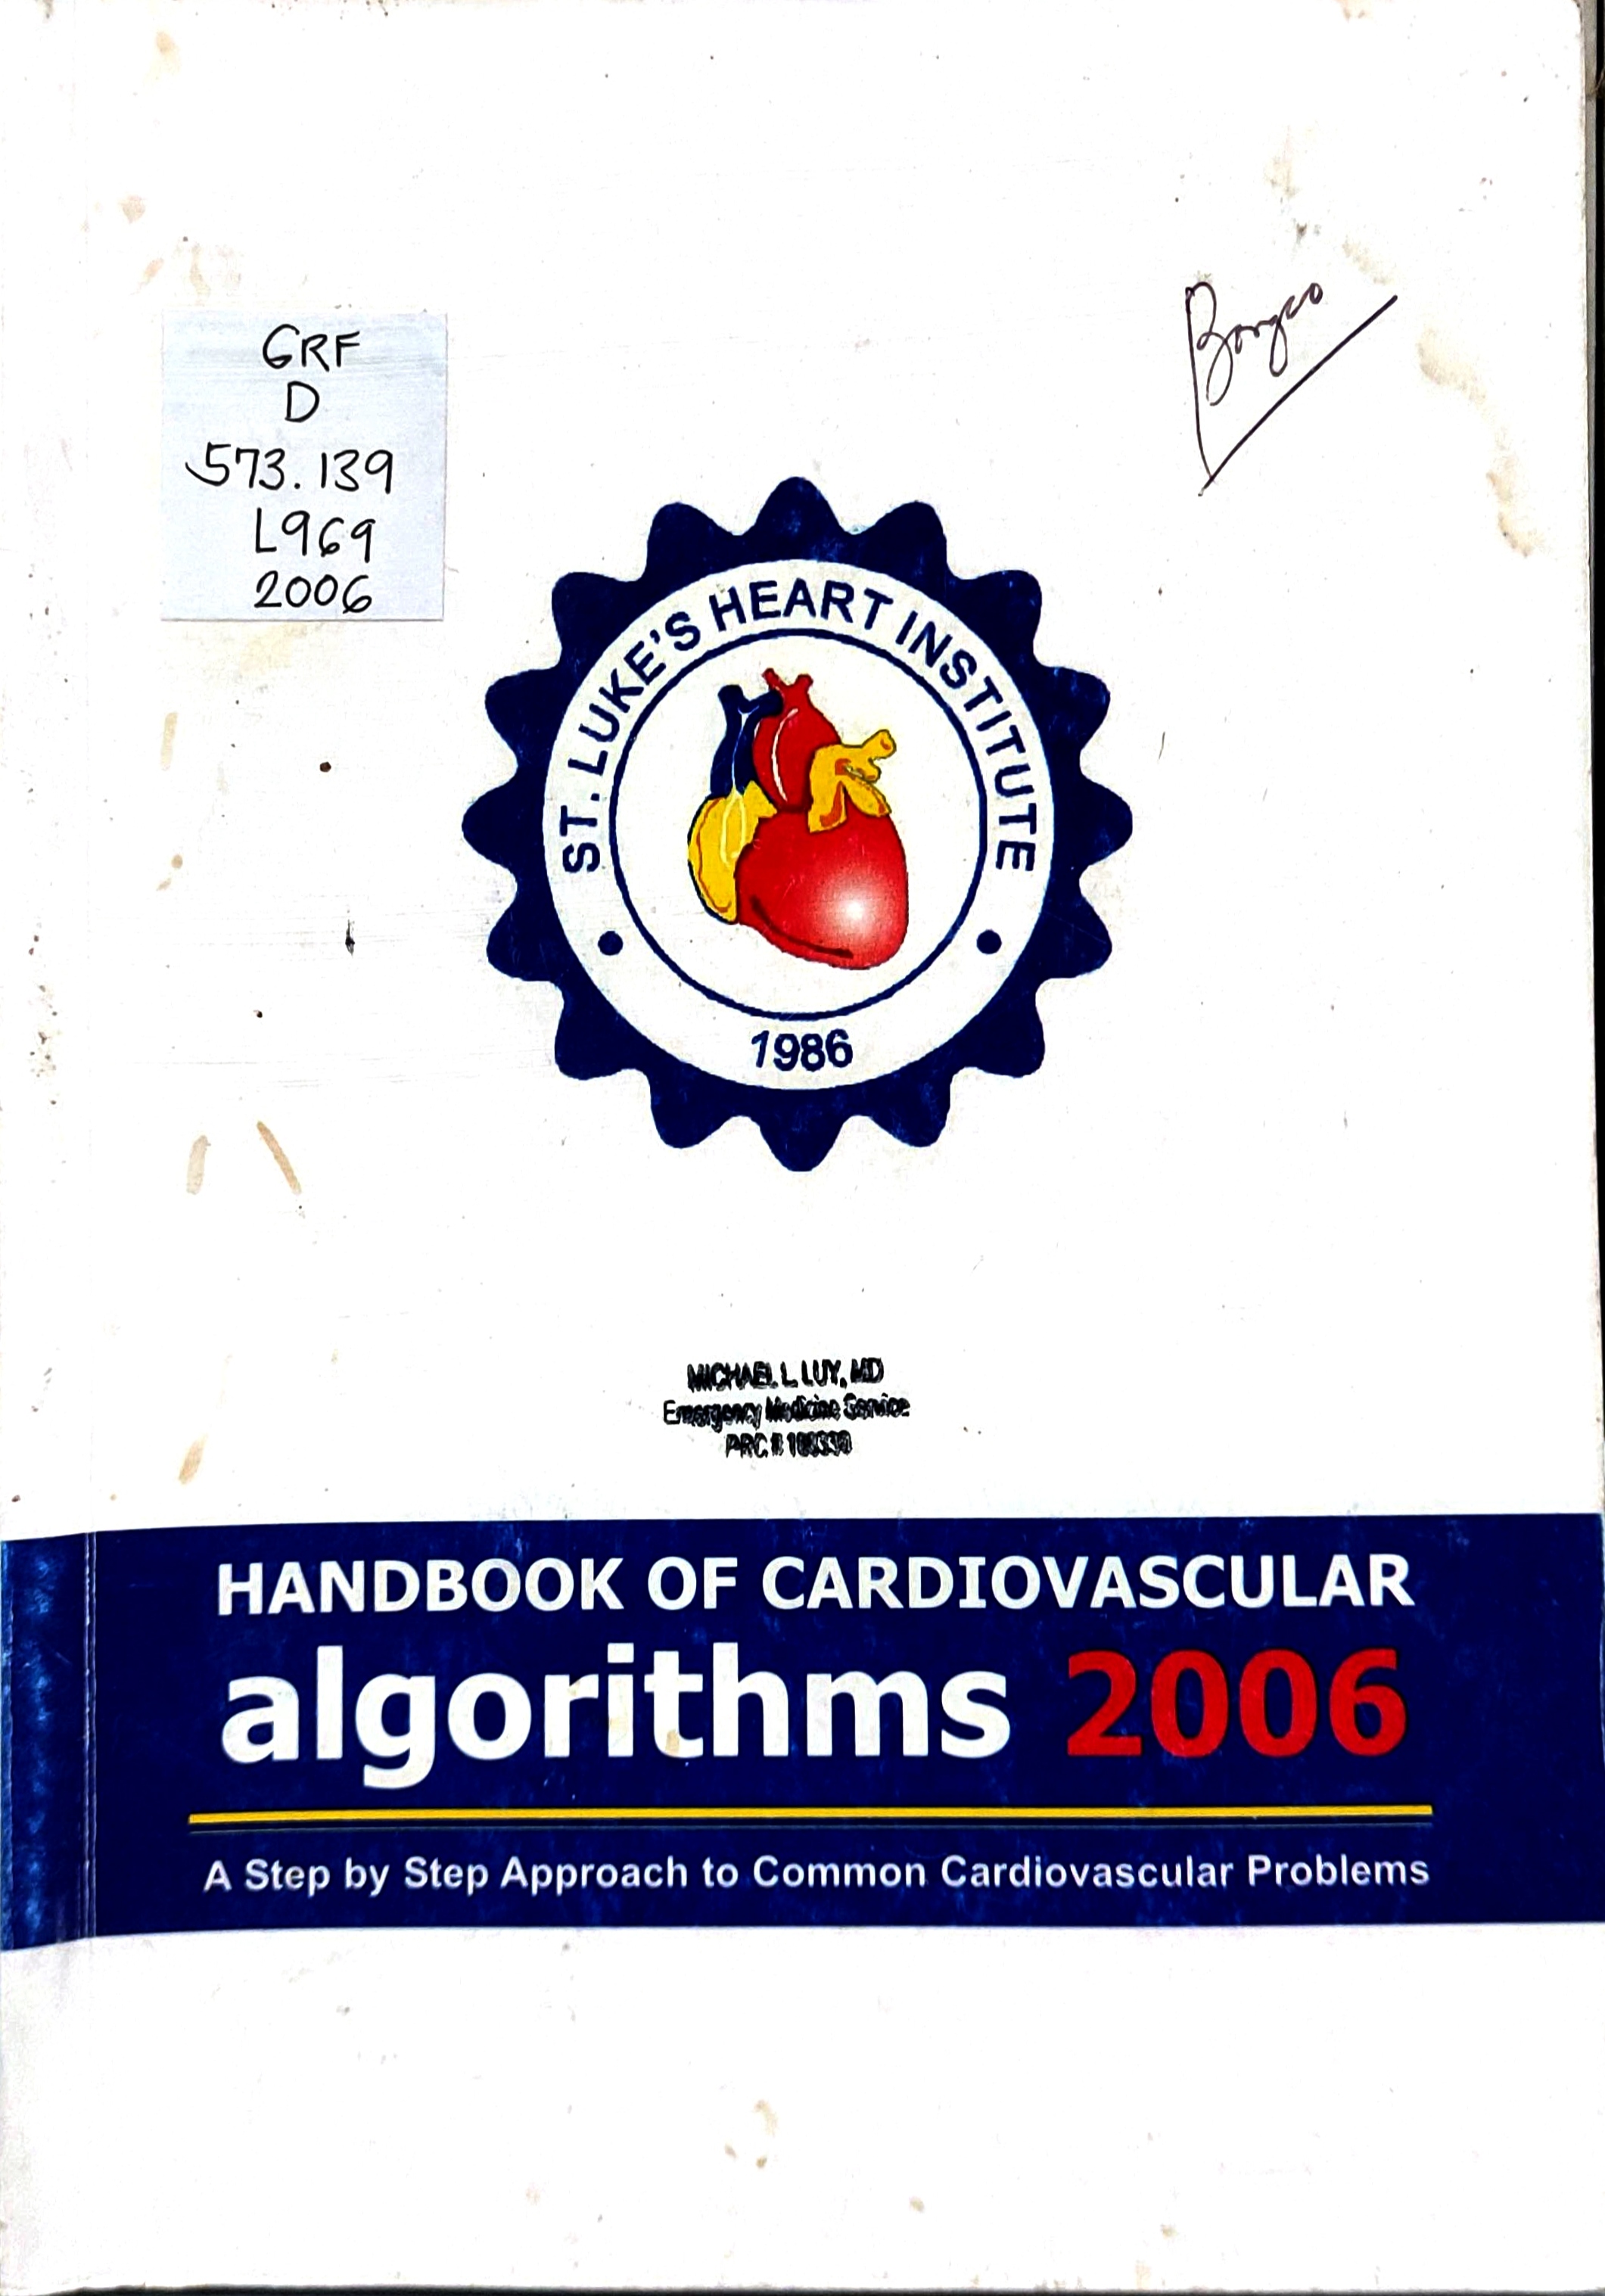 GRF
D
573.139
L969
2006
ST. LUKE'S HEART INSTITUTE
1986
MICHAEL L. LUY, MD
Emergency Medicine Service
PRC #
HANDBOOK OF CARDIOVASCULAR
algorithms 2006
A Step by Step Approach to Common Cardiovascular Problems